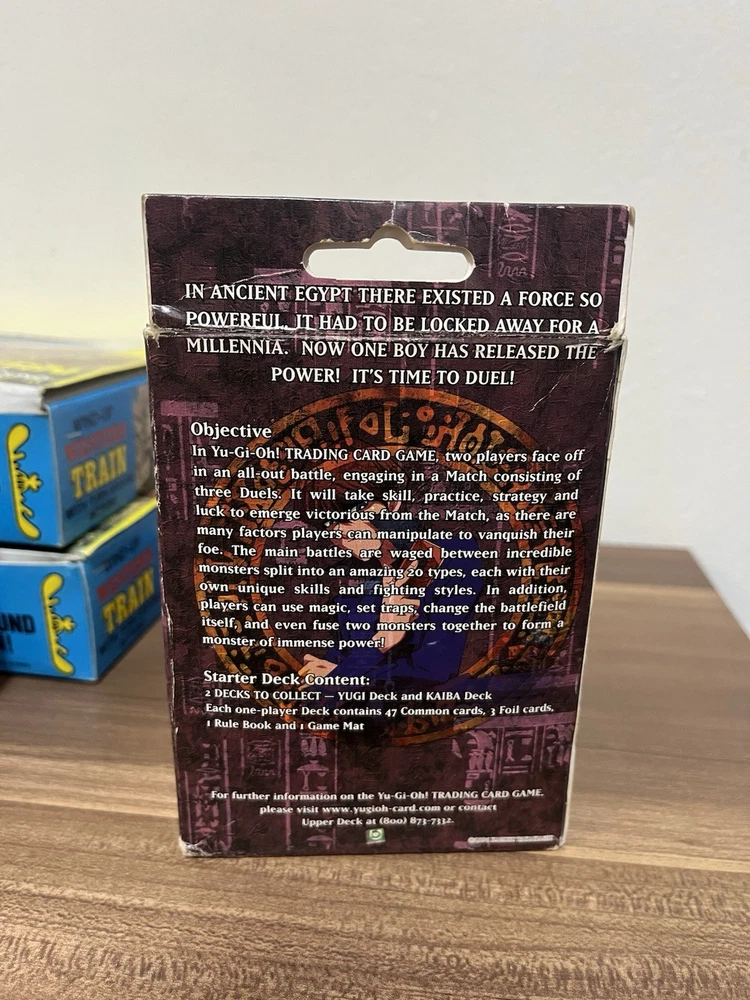 IN ANCIENT EGYPT THERE EXISTED A FORCE SO
POWERFUL, IT HAD TO BE LOCKED AWAY FOR A
MILLENNIA. NOW ONE BOY HAS RELEASED THE
POWER! IT'S TIME TO DUEL!
Objective
In Yu-Gi-Oh! TRADING CARD GAME, two players face off
in an all-out battle, engaging in a Match consisting of
three Duels. It will take skill, practice, strategy and
luck to emerge victorious from the Match, as there are
many factors players can manipulate to vanquish their
foe. The main battles are waged between incredible
monsters split into an amazing 20 types, each with their
own unique skills and fighting styles. In addition,
players can use magic, set traps, change the battlefield
itself, and even fuse two monsters together to form a
monster of immense power!
Starter Deck Content:
2 DECKS TO COLLECT — YUGI Deck and KAIBA Deck
Each one-player Deck contains 47 Common cards, 3 Foil cards,
1 Rule Book and 1 Game Mat
For further information on the Yu-Gi-Oh! TRADING CARD GAME,
please visit www.yugioh-card.com or contact
Upper Deck at (800) 873-7332.
WIND-UP
WESTERN
TRAIN
WIND-UP
WESTERN
TRAIN